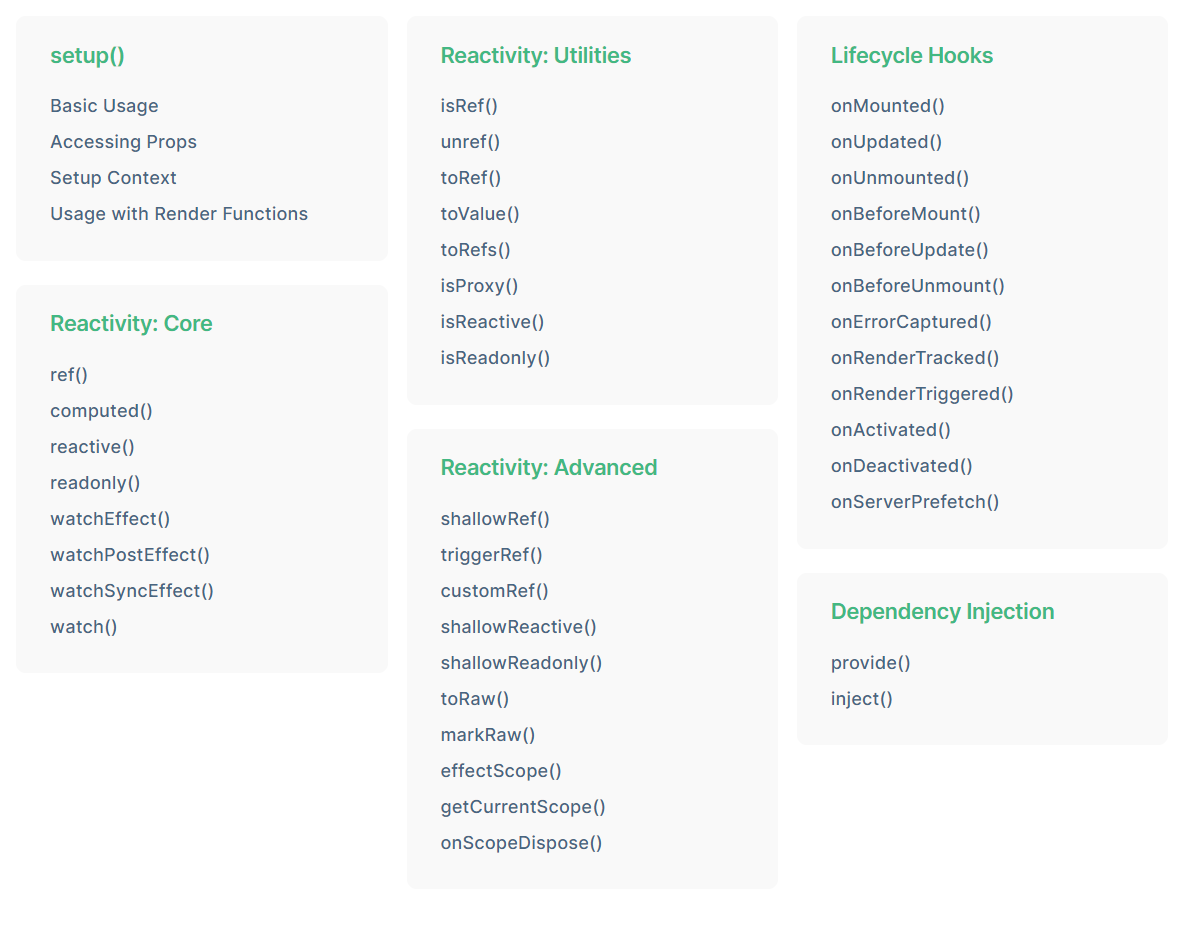 setup()
Basic Usage
Accessing Props
Setup Context
Usage with Render Functions
Reactivity: Core
ref()
computed()
reactive()
readonly()
watchEffect()
watchPostEffect()
watchSyncEffect()
watch()
Reactivity: Utilities
isRef()
unref()
toRef()
toValue()
toRefs()
isProxy()
isReactive()
isReadonly()
Reactivity: Advanced
shallowRef()
triggerRef()
customRef()
shallowReactive()
shallowReadonly()
toRaw()
markRaw()
effectScope()
getCurrentScope()
onScopeDispose()
Lifecycle Hooks
onMounted()
onUpdated()
onUnmounted()
onBeforeMount()
onBeforeUpdate()
onBeforeUnmount()
onErrorCaptured()
onRenderTracked()
onRenderTriggered()
onActivated()
onDeactivated()
onServerPrefetch()
Dependency Injection
provide()
inject()